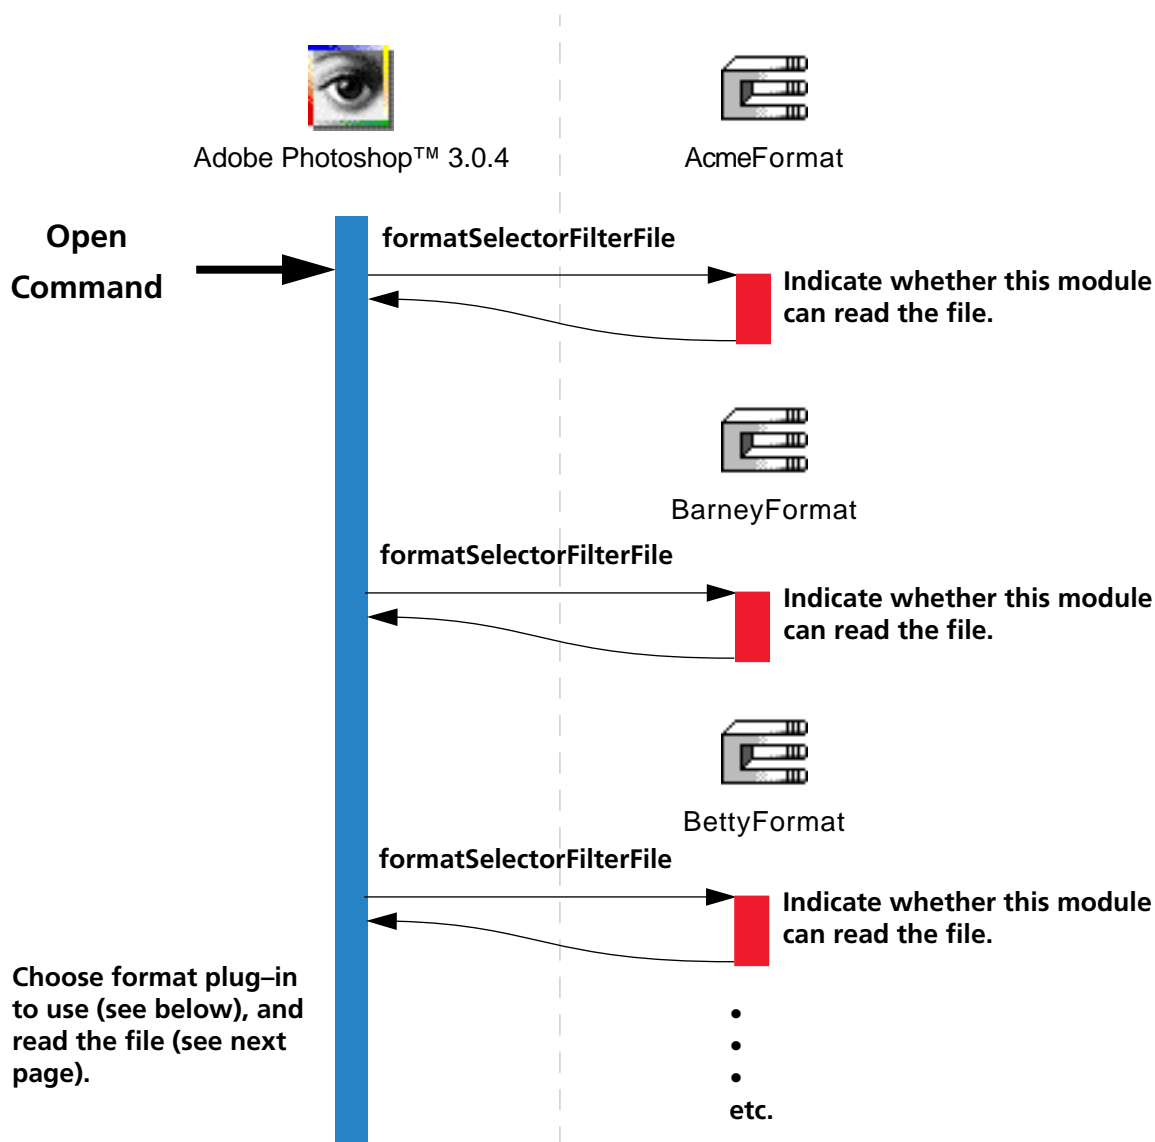 Adobe Photoshop™ 3.0.4
AcmeFormat
Open
Command
formatSelectorFilterFile
Indicate whether this module
can read the file.
BarneyFormat
formatSelectorFilterFile
Indicate whether this module
can read the file.
BettyFormat
formatSelectorFilterFile
Indicate whether this module
can read the file.
Choose format plug–in
to use (see below), and
read the file (see next
page).
•
•
•
etc.